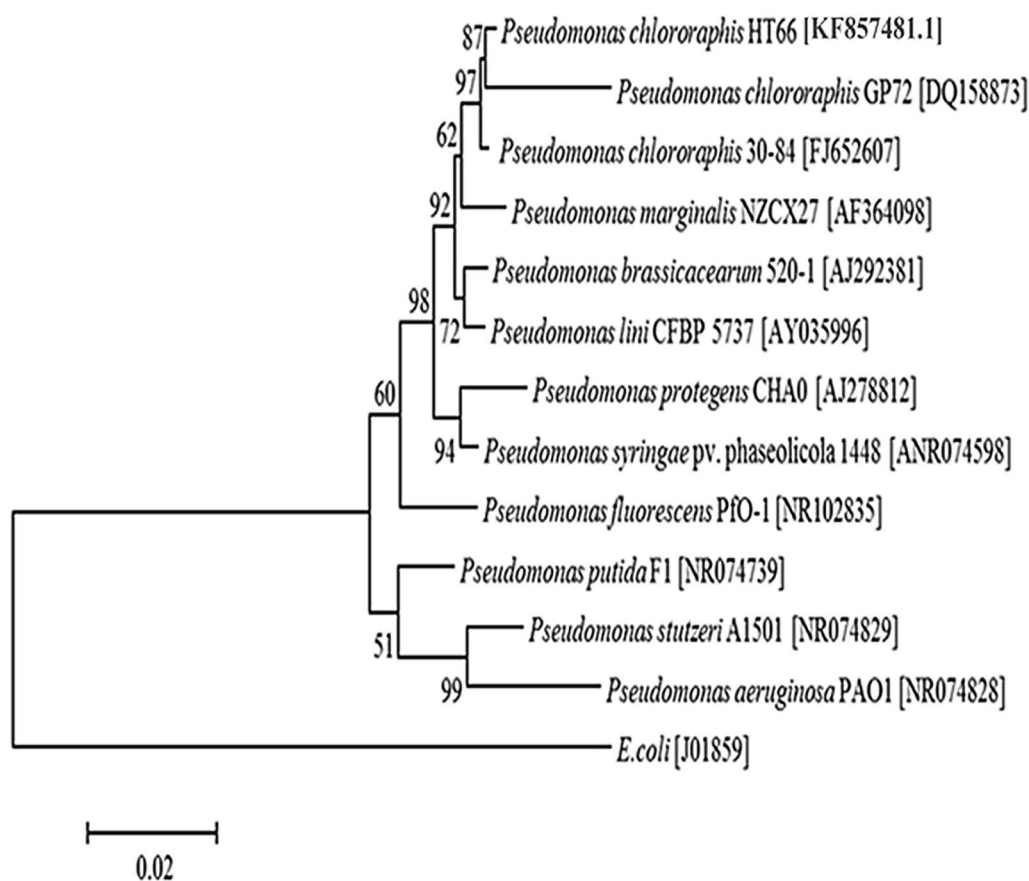 87 Pseudomonas chlororaphis HT66 [KF857481.1]
97
Pseudomonas chlororaphis GP72 [DQ158873]
62
Pseudomonas chlororaphis 30-84 [FJ652607]
92
Pseudomonas marginalis NZCX27 [AF364098]
Pseudomonas brassicacearum 520-1 [AJ292381]
98
72
Pseudomonas lini CFBP 5737 [AY035996]
60
Pseudomonas protegens CHA0 [AJ278812]
94
Pseudomonas syringae pv. phaseolicola 1448 [ANR074598]
Pseudomonas fluorescens PfO-1 [NR102835]
Pseudomonas putida F1 [NR074739]
51
Pseudomonas stutzeri A1501 [NR074829]
99
Pseudomonas aeruginosa PAO1 [NR074828]
E.coli [J01859]
0.02